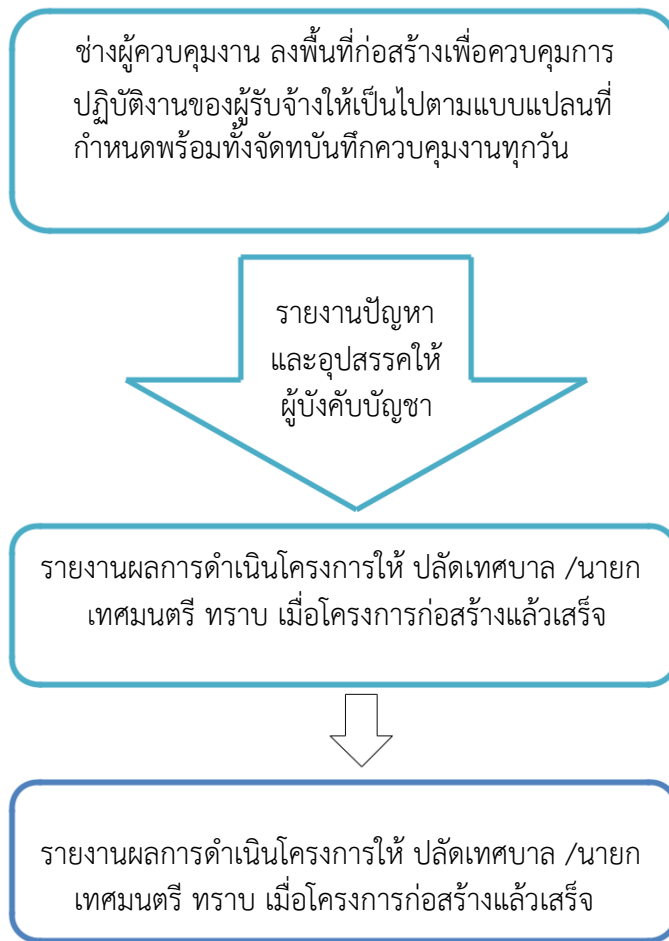 ช่างผู้ควบคุมงาน ลงพื้นที่ก่อสร้างเพื่อควบคุมการ
ปฏิบัติงานของผู้รับจ้างให้เป็นไปตามแบบแปลนที่
กำหนดพร้อมทั้งจัดทบันทึกควบคุมงานทุกวัน
รายงานปัญหา
และอุปสรรคให้
ผู้บังคับบัญชา
รายงานผลการดำเนินโครงการให้ ปลัดเทศบาล /นายก
เทศมนตรี ทราบ เมื่อโครงการก่อสร้างแล้วเสร็จ
รายงานผลการดำเนินโครงการให้ ปลัดเทศบาล /นายก
เทศมนตรี ทราบ เมื่อโครงการก่อสร้างแล้วเสร็จ